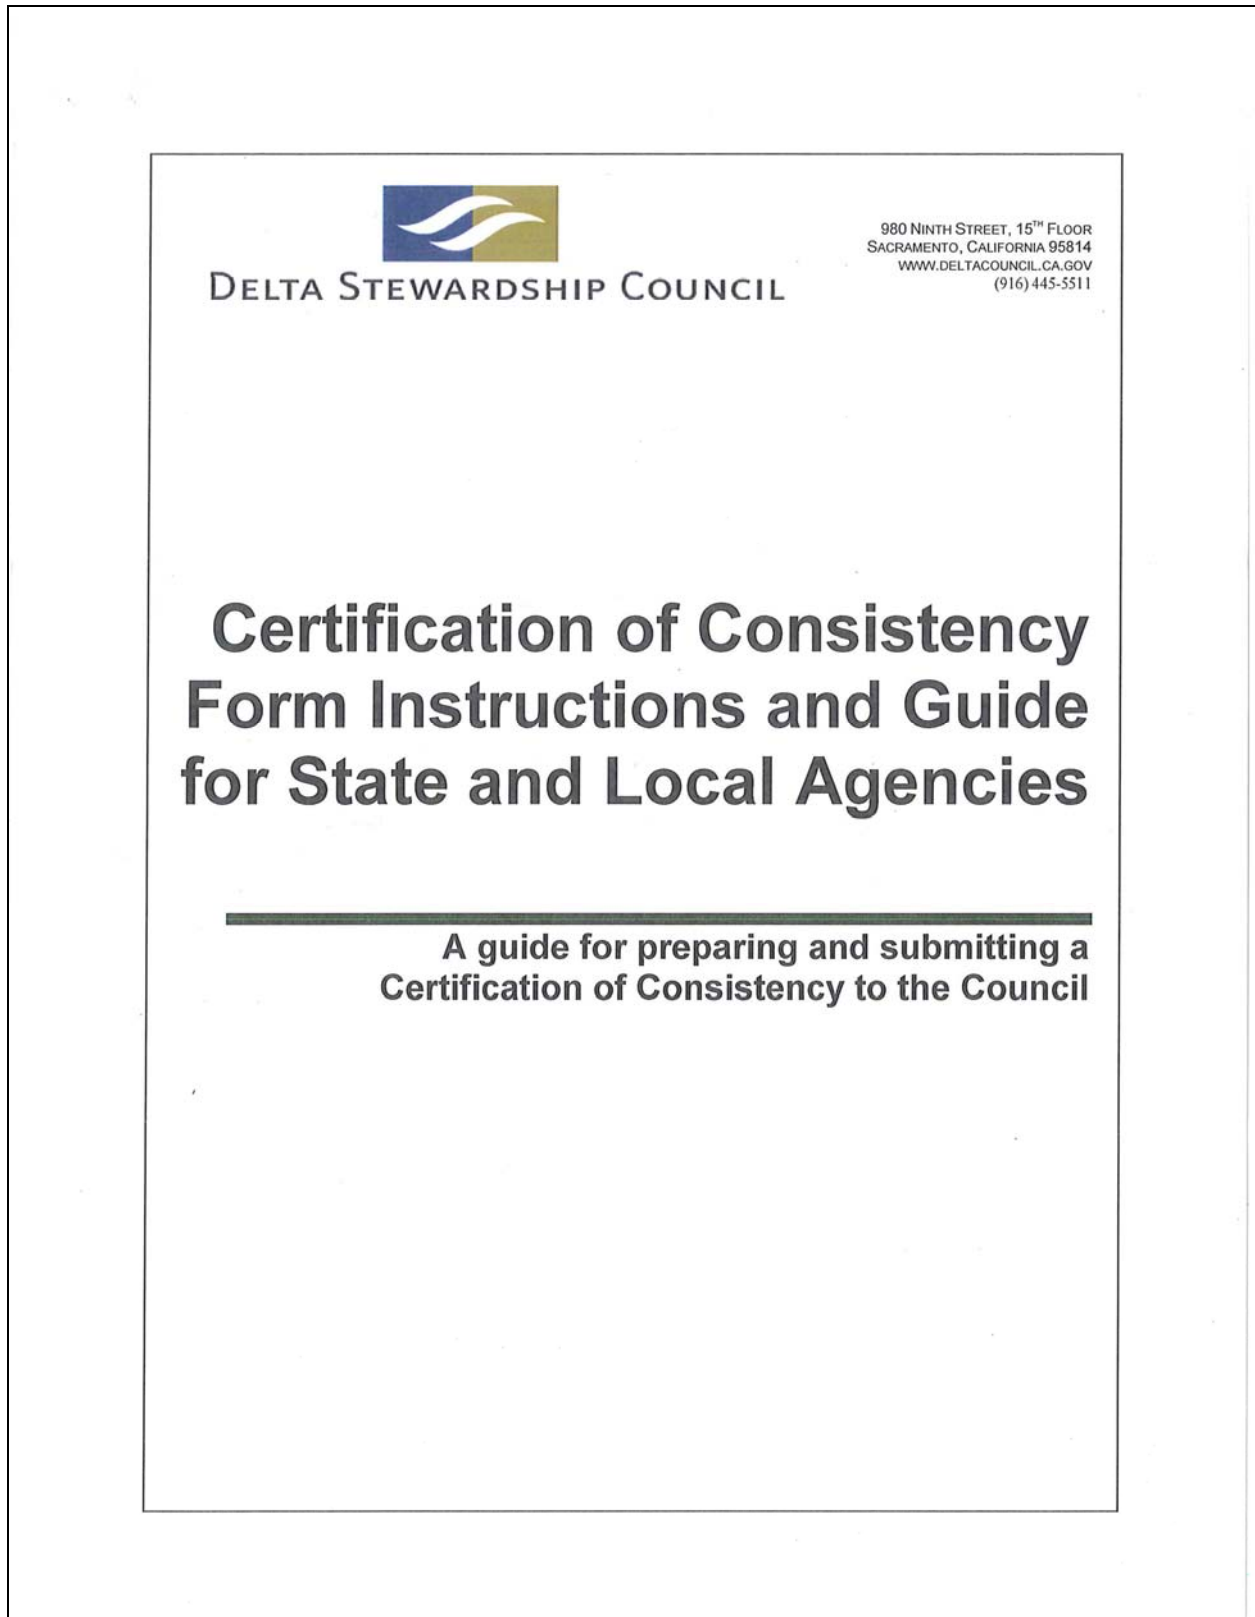 DELTA STEWARDSHIP COUNCIL
980 NINTH STREET, 15TH FLOOR
SACRAMENTO, CALIFORNIA 95814
WWW.DELTACOUNCIL.CA.GOV
(916) 445-5511
Certification of Consistency
Form Instructions and Guide
for State and Local Agencies
A guide for preparing and submitting a
Certification of Consistency to the Council